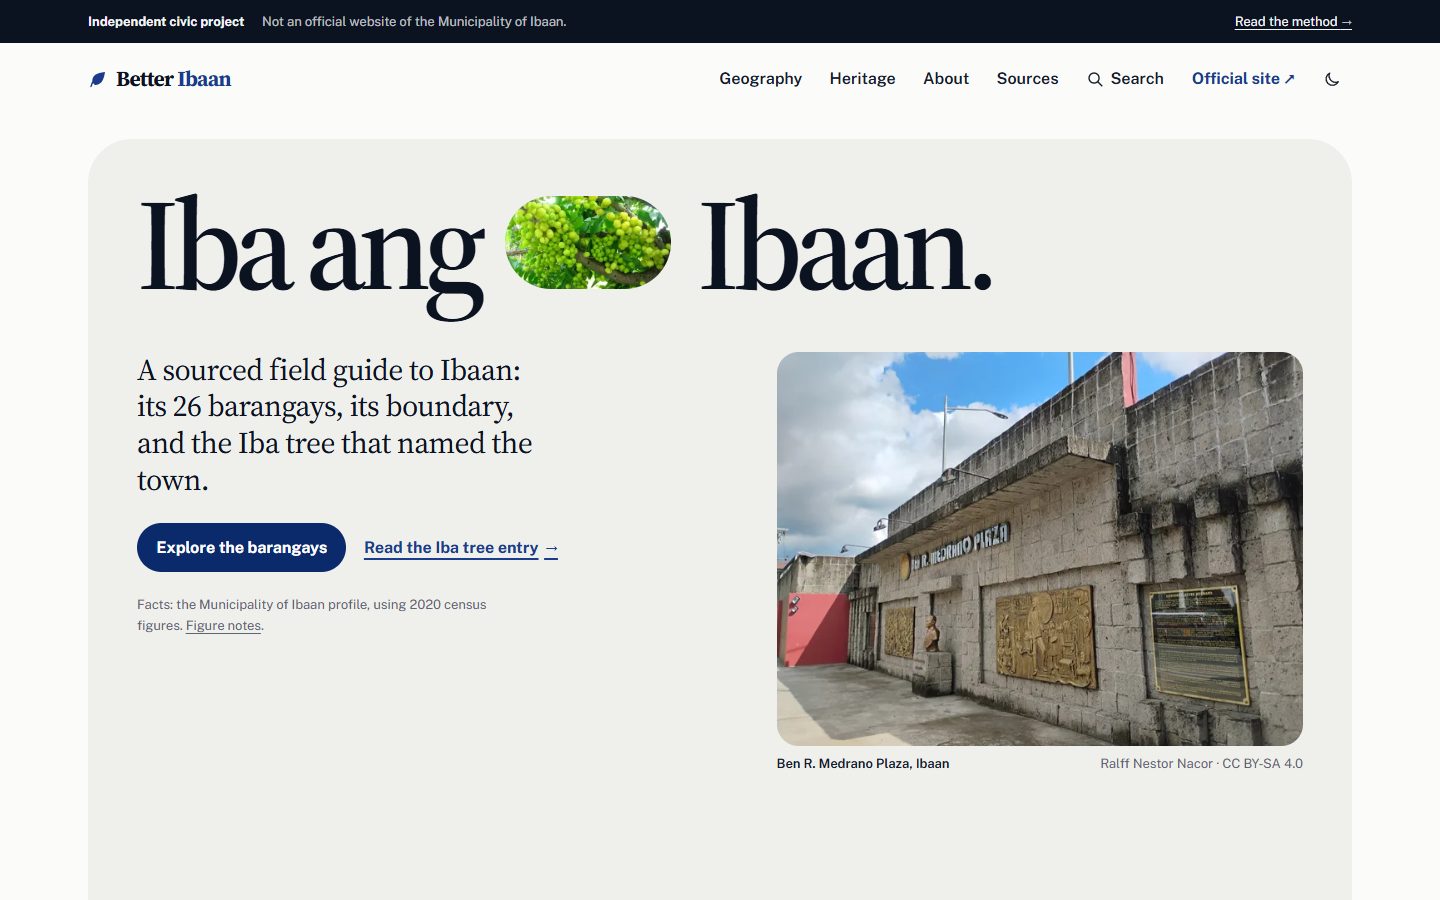 Independent civic project Not an official website of the Municipality of Ibaan. Read the method →
Better Ibaan Geography Heritage About Sources Search Official site ↗
Iba ang Ibaan.
A sourced field guide to Ibaan:
its 26 barangays, its boundary,
and the Iba tree that named the
town.
Explore the barangays Read the Iba tree entry →
Facts: the Municipality of Ibaan profile, using 2020 census
figures. Figure notes.
BEN R. MEDRANO PLAZA
Ben R. Medrano Plaza, Ibaan Ralff Nestor Nacor · CC BY-SA 4.0